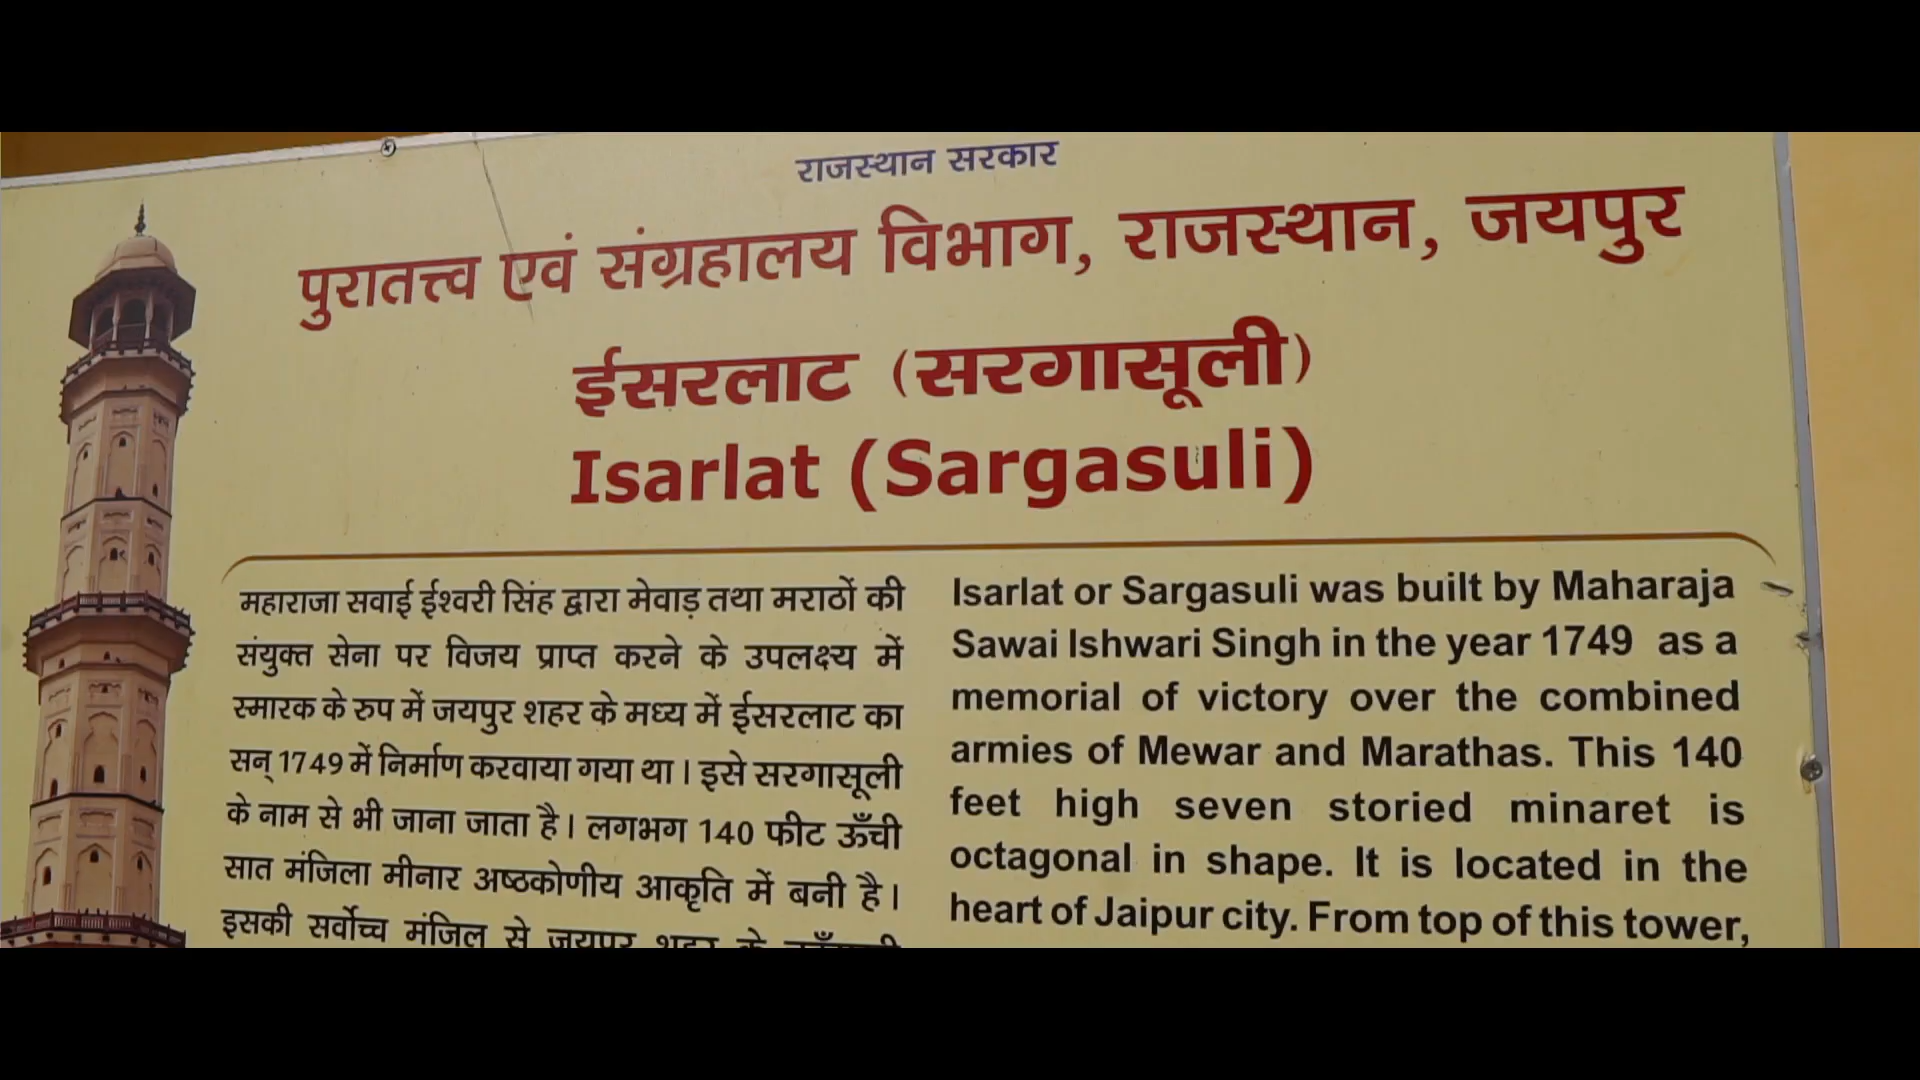 राजस्थान सरकार
पुरातत्त्व एवं संग्रहालय विभाग, राजस्थान, जयपुर
ईसरलाट (सरगासूली)
Isarlat (Sargasuli)
महाराजा सवाई ईश्वरी सिंह द्वारा मेवाड़ तथा मराठों की
संयुक्त सेना पर विजय प्राप्त करने के उपलक्ष्य में
स्मारक के रुप में जयपुर शहर के मध्य में ईसरलाट का
सन् 1749 में निर्माण करवाया गया था। इसे सरगासूली
के नाम से भी जाना जाता है। लगभग 140 फीट ऊँची
सात मंजिला मीनार अष्ठकोणीय आकृति में बनी है।
इसकी सर्वोच्च मंजिल से जयपुर शहर के
Isarlat or Sargasuli was built by Maharaja
Sawai Ishwari Singh in the year 1749 as a
memorial of victory over the combined
armies of Mewar and Marathas. This 140
feet high seven storied minaret is
octagonal in shape. It is located in the
heart of Jaipur city. From top of this tower,